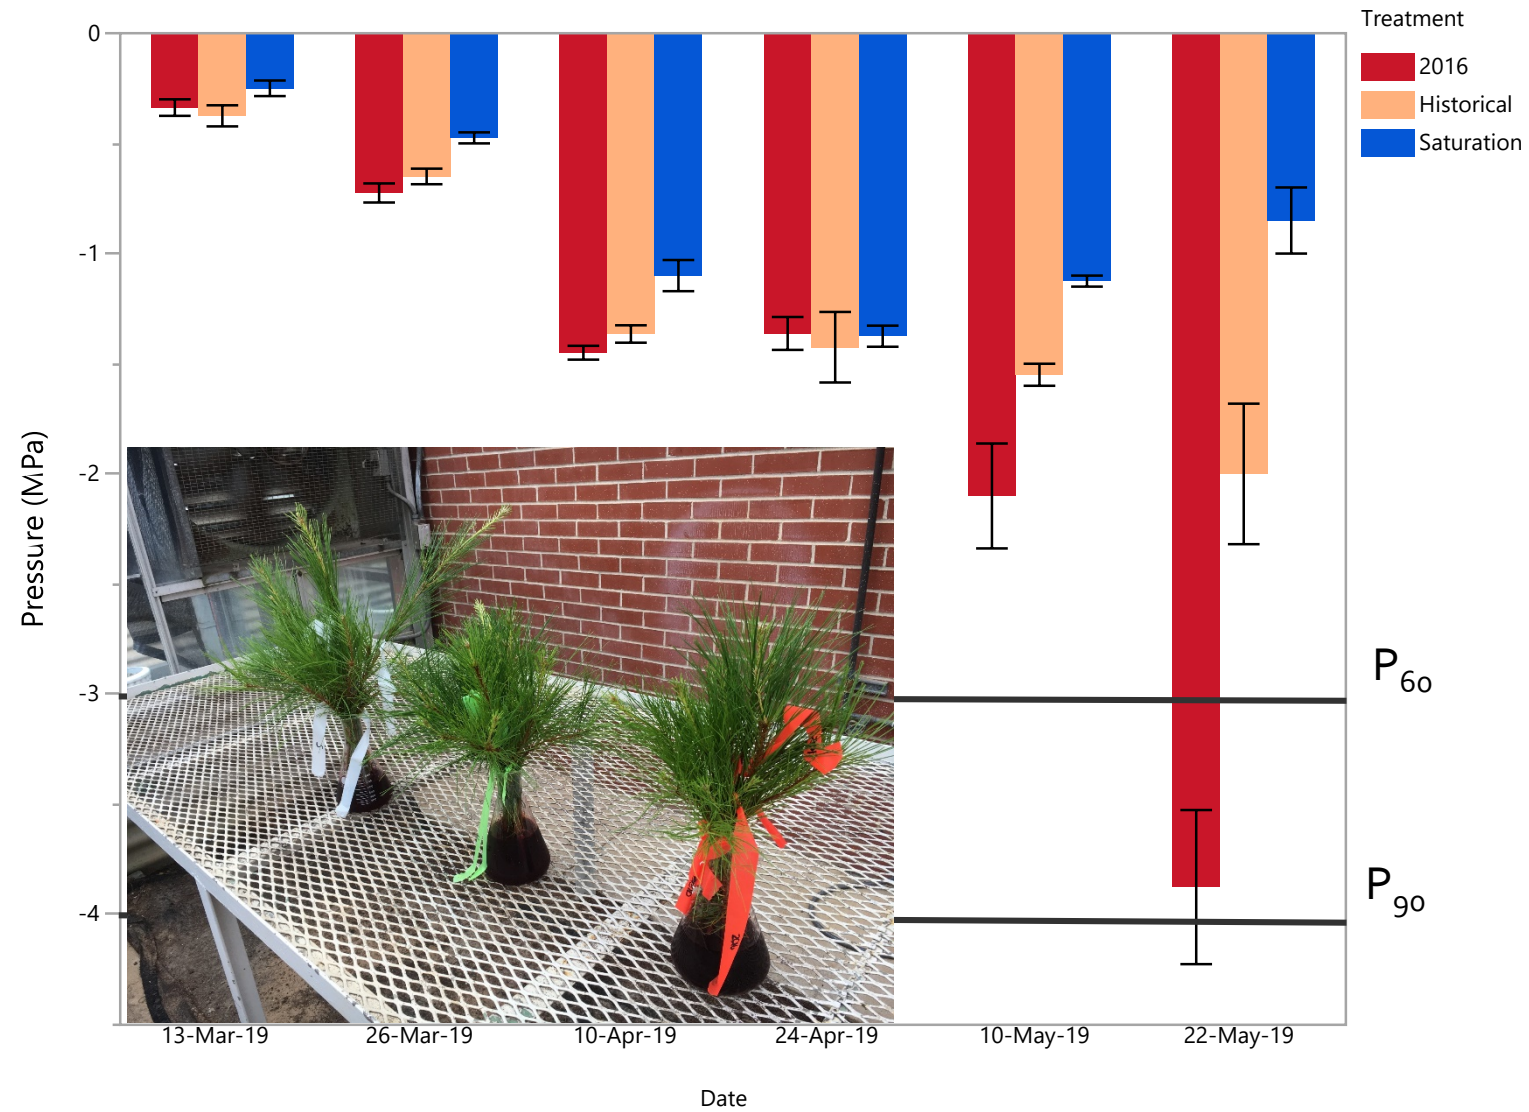 Treatment
2016
Historical
Saturation
0
-1
-2
-3
-4
Pressure (MPa)
P60
P90
13-Mar-19 26-Mar-19 10-Apr-19 24-Apr-19 10-May-19 22-May-19
Date